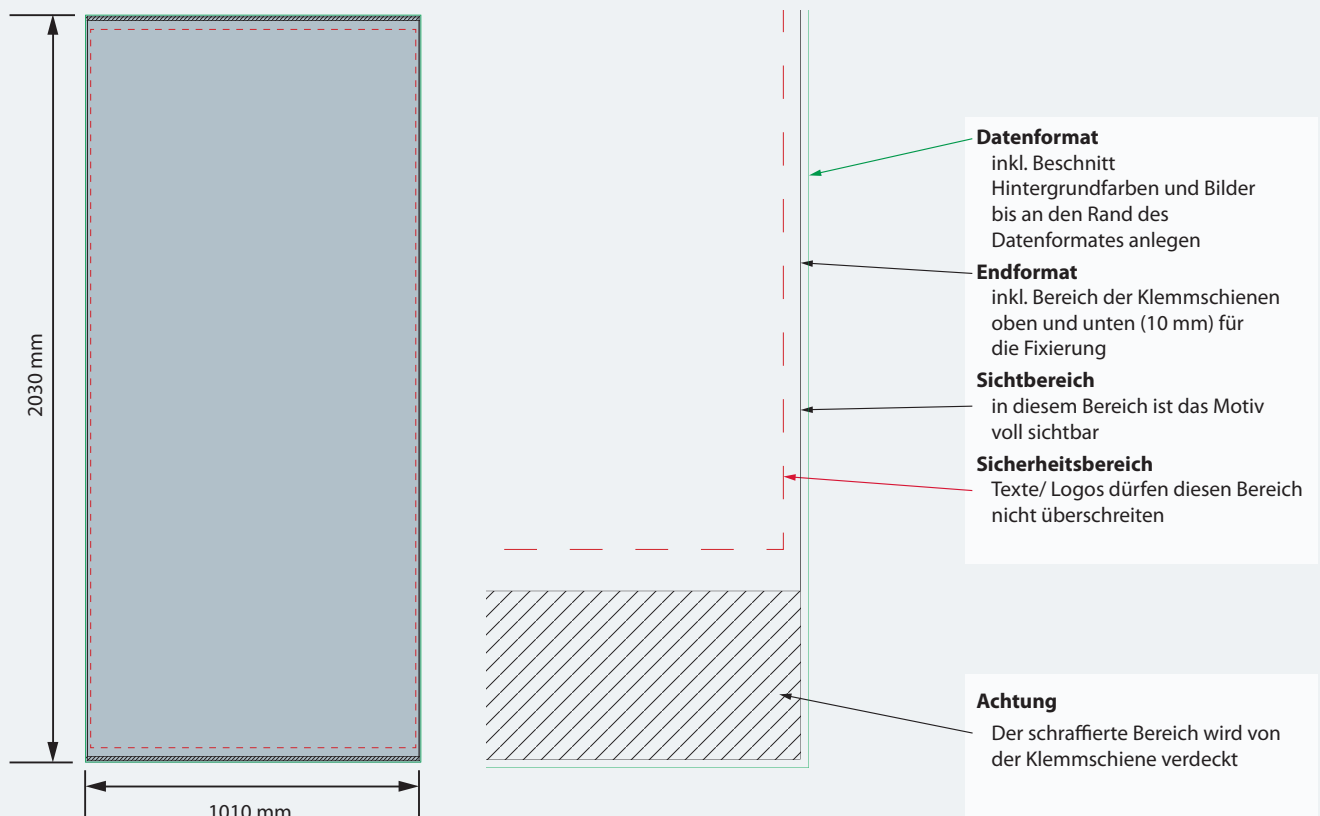 2030 mm
1010 mm
Datenformat
inkl. Beschnitt
Hintergrundfarben und Bilder
bis an den Rand des
Datenformates anlegen
Endformat
inkl. Bereich der Klemmschienen
oben und unten (10 mm) für
die Fixierung
Sichtbereich
in diesem Bereich ist das Motiv
voll sichtbar
Sicherheitsbereich
Texte/ Logos dürfen diesen Bereich
nicht überschreiten
Achtung
Der schraffierte Bereich wird von
der Klemmschiene verdeckt